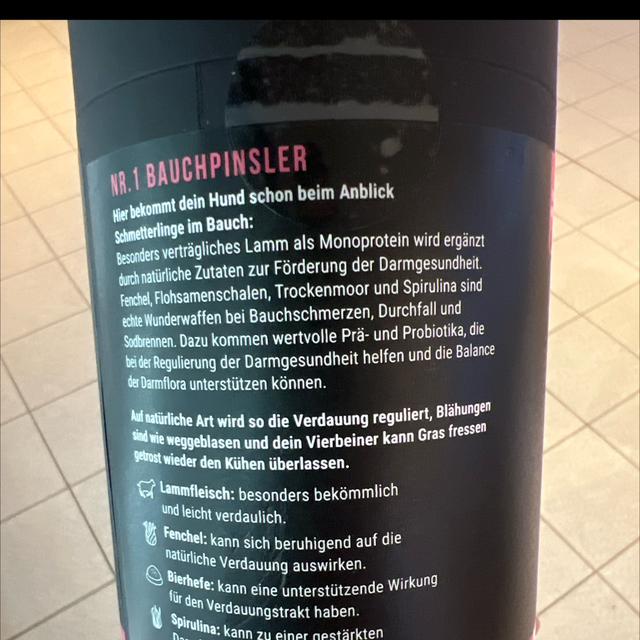 NR.1 BAUCHPINSLER
Hier bekommt dein Hund schon beim Anblick
Schmetterlinge im Bauch:
Besonders verträgliches Lamm als Monoprotein wird ergänzt
durch natürliche Zutaten zur Förderung der Darmgesundheit.
Fenchel, Flohsamenschalen, Trockenmoor und Spirulina sind
echte Wunderwaffen bei Bauchschmerzen, Durchfall und
Sodbrennen. Dazu kommen wertvolle Prä- und Probiotika, die
bei der Regulierung der Darmgesundheit helfen und die Balance
der Darmflora unterstützen können.
Auf natürliche Art wird so die Verdauung reguliert, Blähungen
sind wie weggeblasen und dein Vierbeiner kann Gras fressen
getrost wieder den Kühen überlassen.
Lammfleisch: besonders bekömmlich
und leicht verdaulich.
Fenchel: kann sich beruhigend auf die
natürliche Verdauung auswirken.
Bierhefe: kann eine unterstützende Wirkung
für den Verdauungstrakt haben.
Spirulina: kann zu einer gestärkten